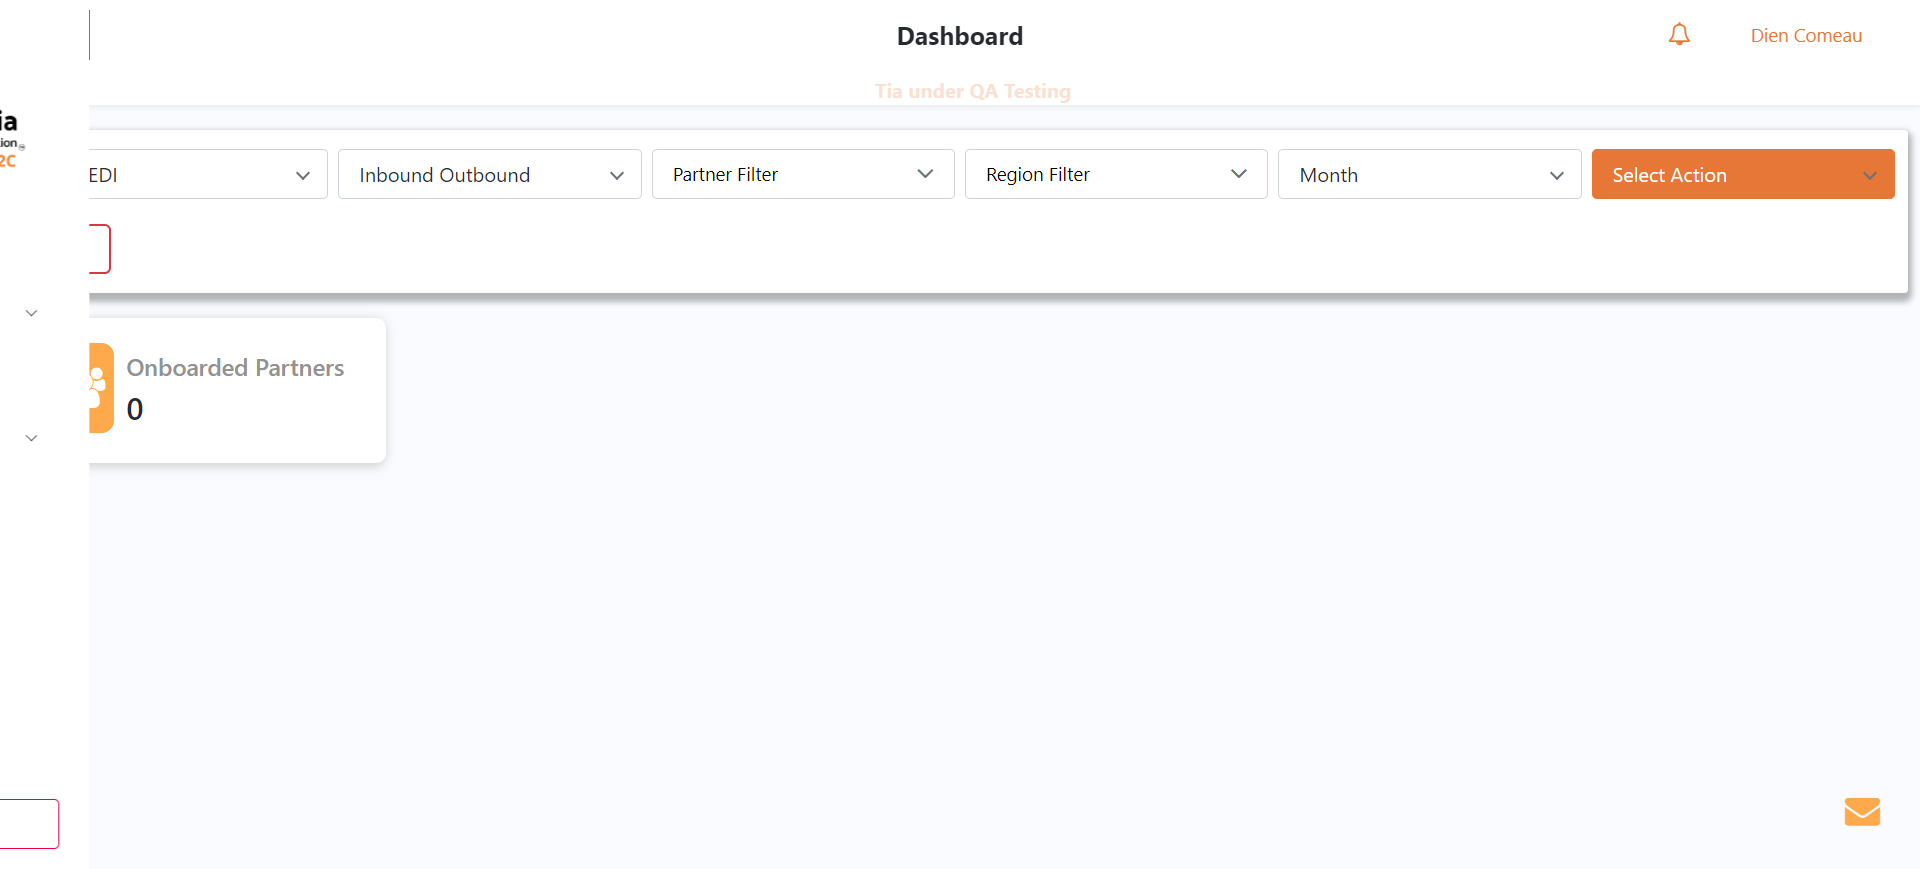 Dashboard
Dien Comeau
Tia under QA Testing
ia
ion
2C
EDI
Inbound Outbound
Partner Filter
Region Filter
Month
Select Action
Onboarded Partners
0